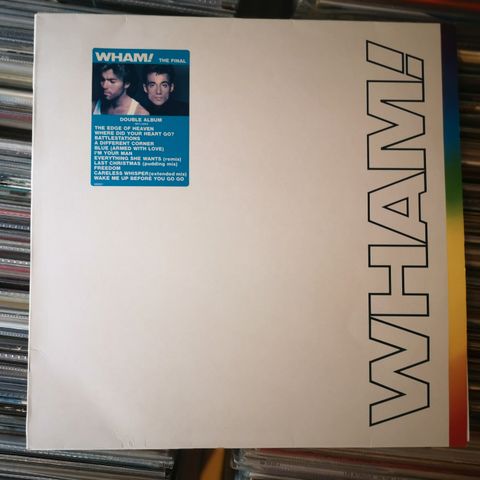 WHAM! THE FINAL
DOUBLE ALBUM
THE EDGE OF HEAVEN
WHERE DID YOUR HEART GO?
BATTLESTATIONS
A DIFFERENT CORNER
BLUE (ARMED WITH LOVE)
I'M YOUR MAN
EVERYTHING SHE WANTS (remix)
LAST CHRISTMAS (pudding mix)
FREEDOM
CARELESS WHISPER (extended mix)
WAKE ME UP BEFORE YOU GO GO
WHAM!